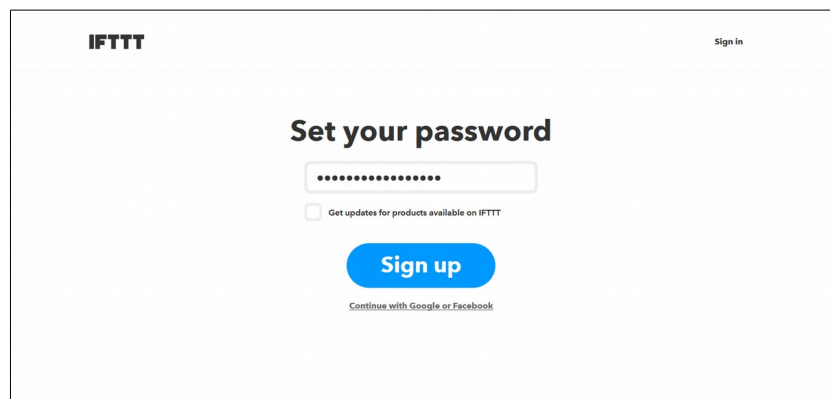 IFTTT
Sign in
Set your password
•••••••••••••••••
Get updates for products available on IFTTT
Sign up
Continue with Google or Facebook